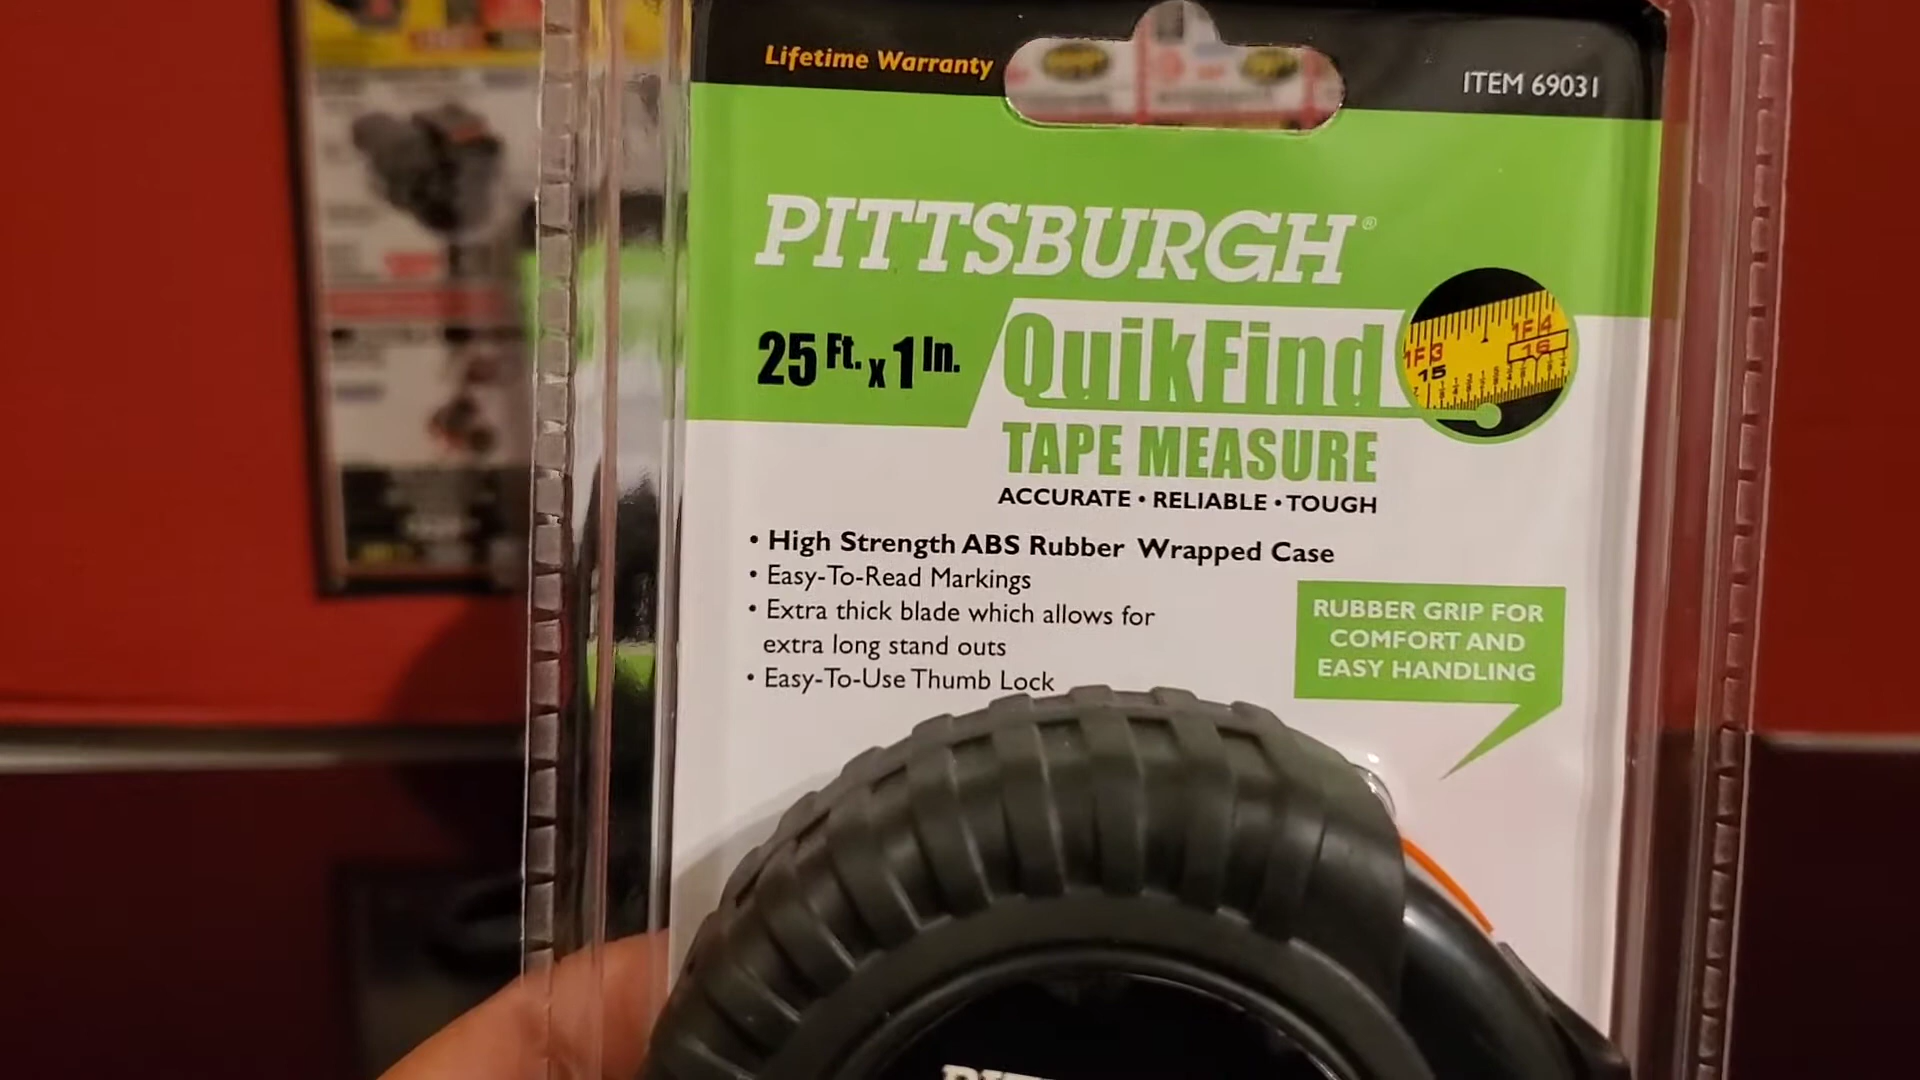 Lifetime Warranty
ITEM 69031
PITTSBURGH®
25 Ft. x 1 In.
QuikFind
TAPE MEASURE
ACCURATE • RELIABLE • TOUGH
1F3
1F4
15
16
• High Strength ABS Rubber Wrapped Case
• Easy-To-Read Markings
• Extra thick blade which allows for
extra long stand outs
• Easy-To-Use Thumb Lock
RUBBER GRIP FOR
COMFORT AND
EASY HANDLING